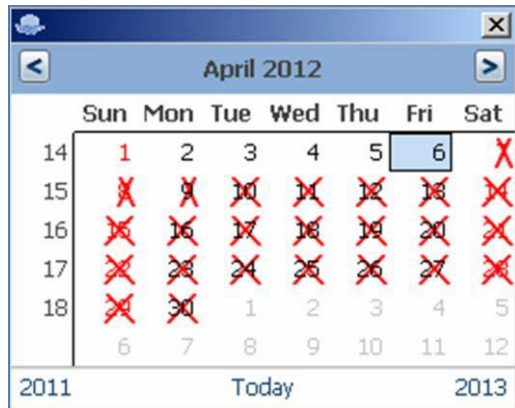 April 2012
Sun Mon Tue Wed Thu Fri Sat
14 1 2 3 4 5 6 7
15 8 9 10 11 12 13 14
16 15 16 17 18 19 20 21
17 22 23 24 25 26 27 28
18 29 30 1 2 3 4 5
6 7 8 9 10 11 12
2011 Today 2013